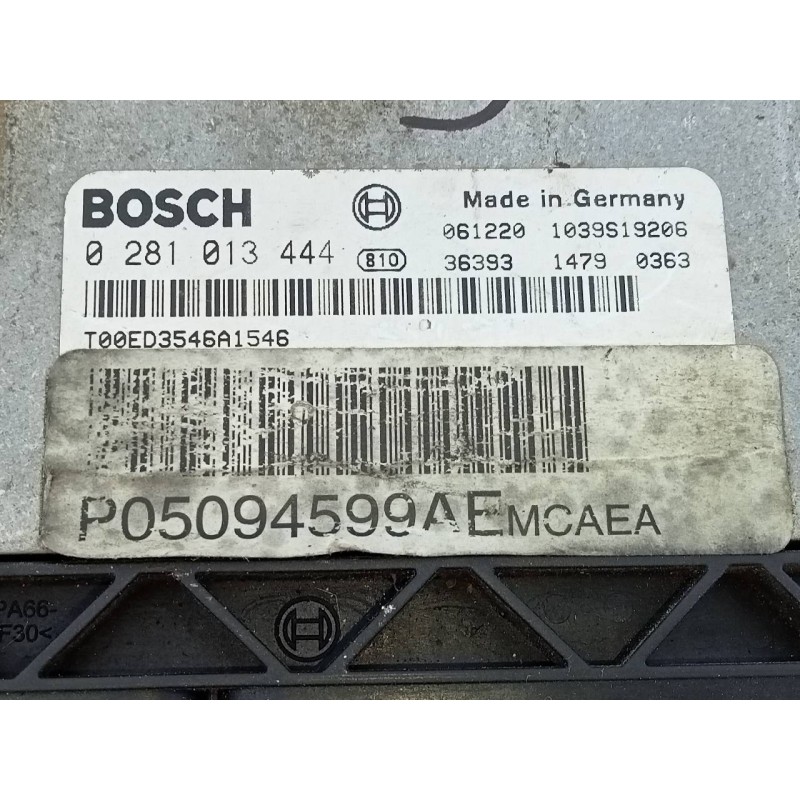 BOSCH
Made in Germany
061220 1039S19206
0 281 013 444 810 36393 1479 0363
T00ED3546A1546
P05094599AEMCAEA
PA66-
F30<